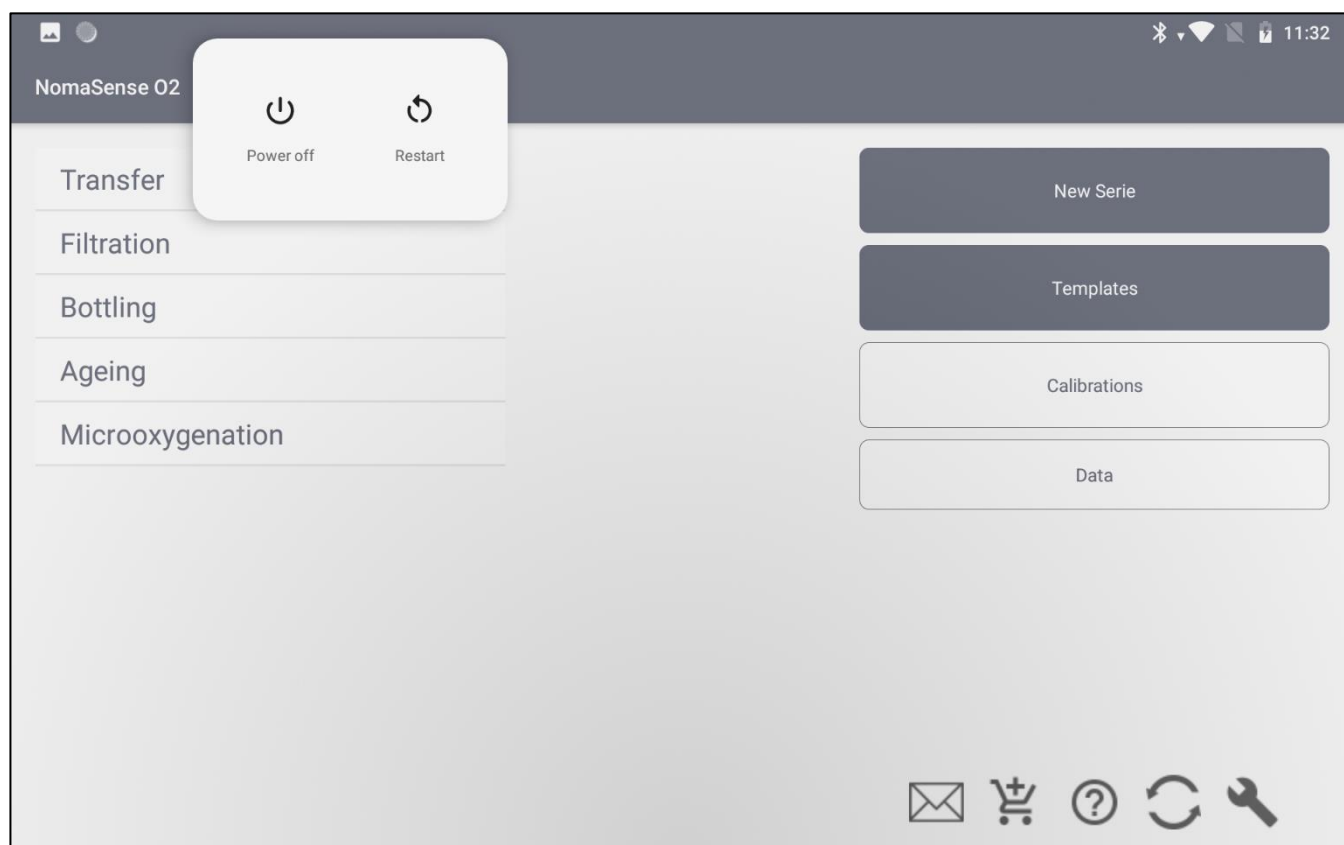 11:32
NomaSense O2
Power off
Restart
Transfer
Filtration
Bottling
Ageing
Microoxygenation
New Serie
Templates
Calibrations
Data